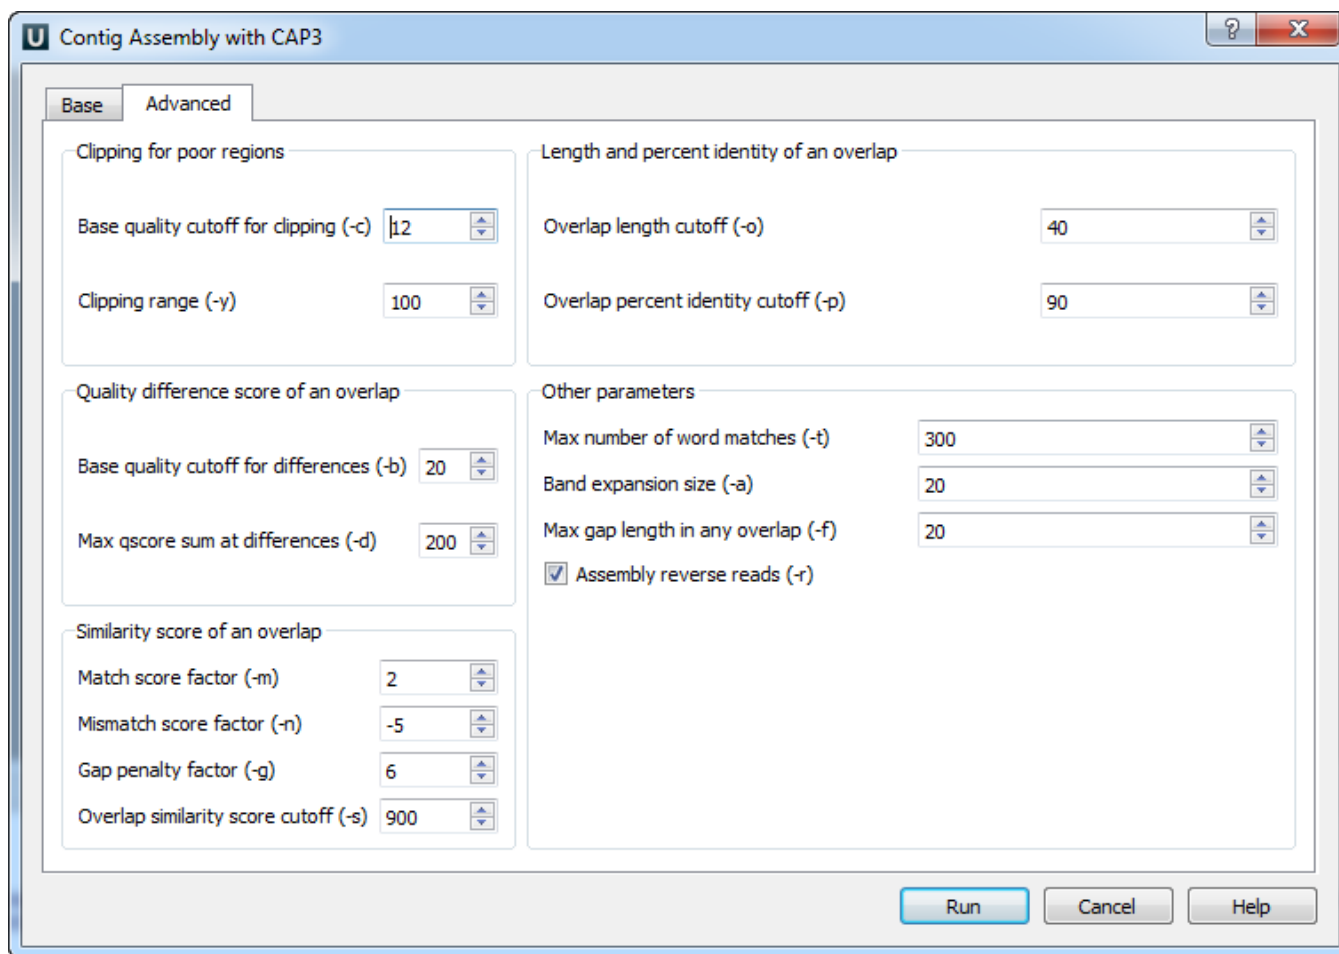 U Contig Assembly with CAP3
? X
Base Advanced
Clipping for poor regions
Base quality cutoff for clipping (-c) 12
Clipping range (-y) 100
Length and percent identity of an overlap
Overlap length cutoff (-o) 40
Overlap percent identity cutoff (-p) 90
Quality difference score of an overlap
Base quality cutoff for differences (-b) 20
Max qscore sum at differences (-d) 200
Other parameters
Max number of word matches (-t) 300
Band expansion size (-a) 20
Max gap length in any overlap (-f) 20
Assembly reverse reads (-r)
Similarity score of an overlap
Match score factor (-m) 2
Mismatch score factor (-n) -5
Gap penalty factor (-g) 6
Overlap similarity score cutoff (-s) 900
Run Cancel Help